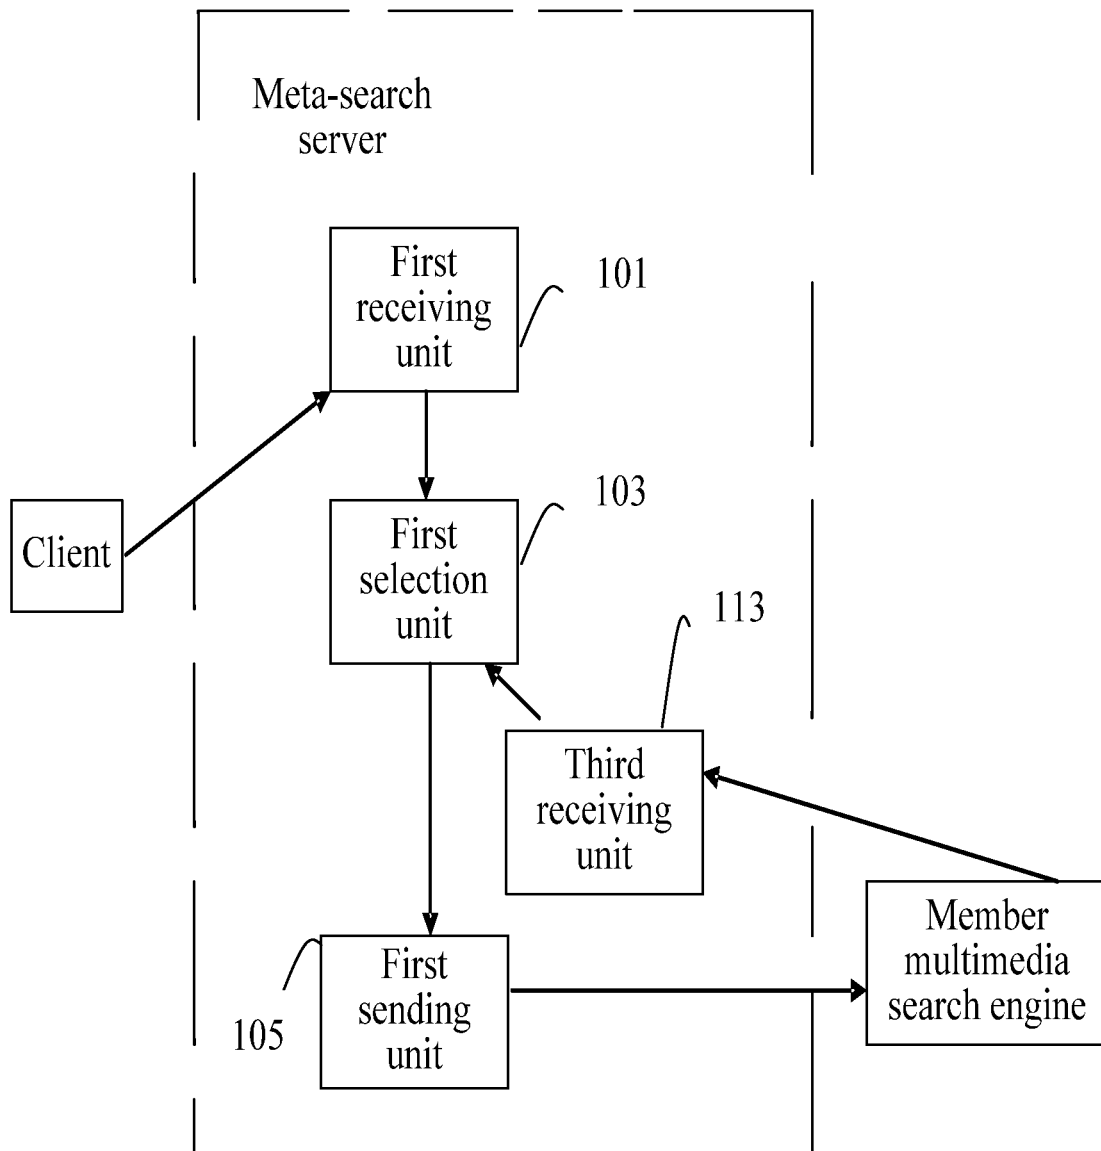 Meta-search
server
First
receiving
unit
101
Client
First
selection
unit
103
113
Third
receiving
unit
Member
multimedia
search engine
First
sending
unit
105